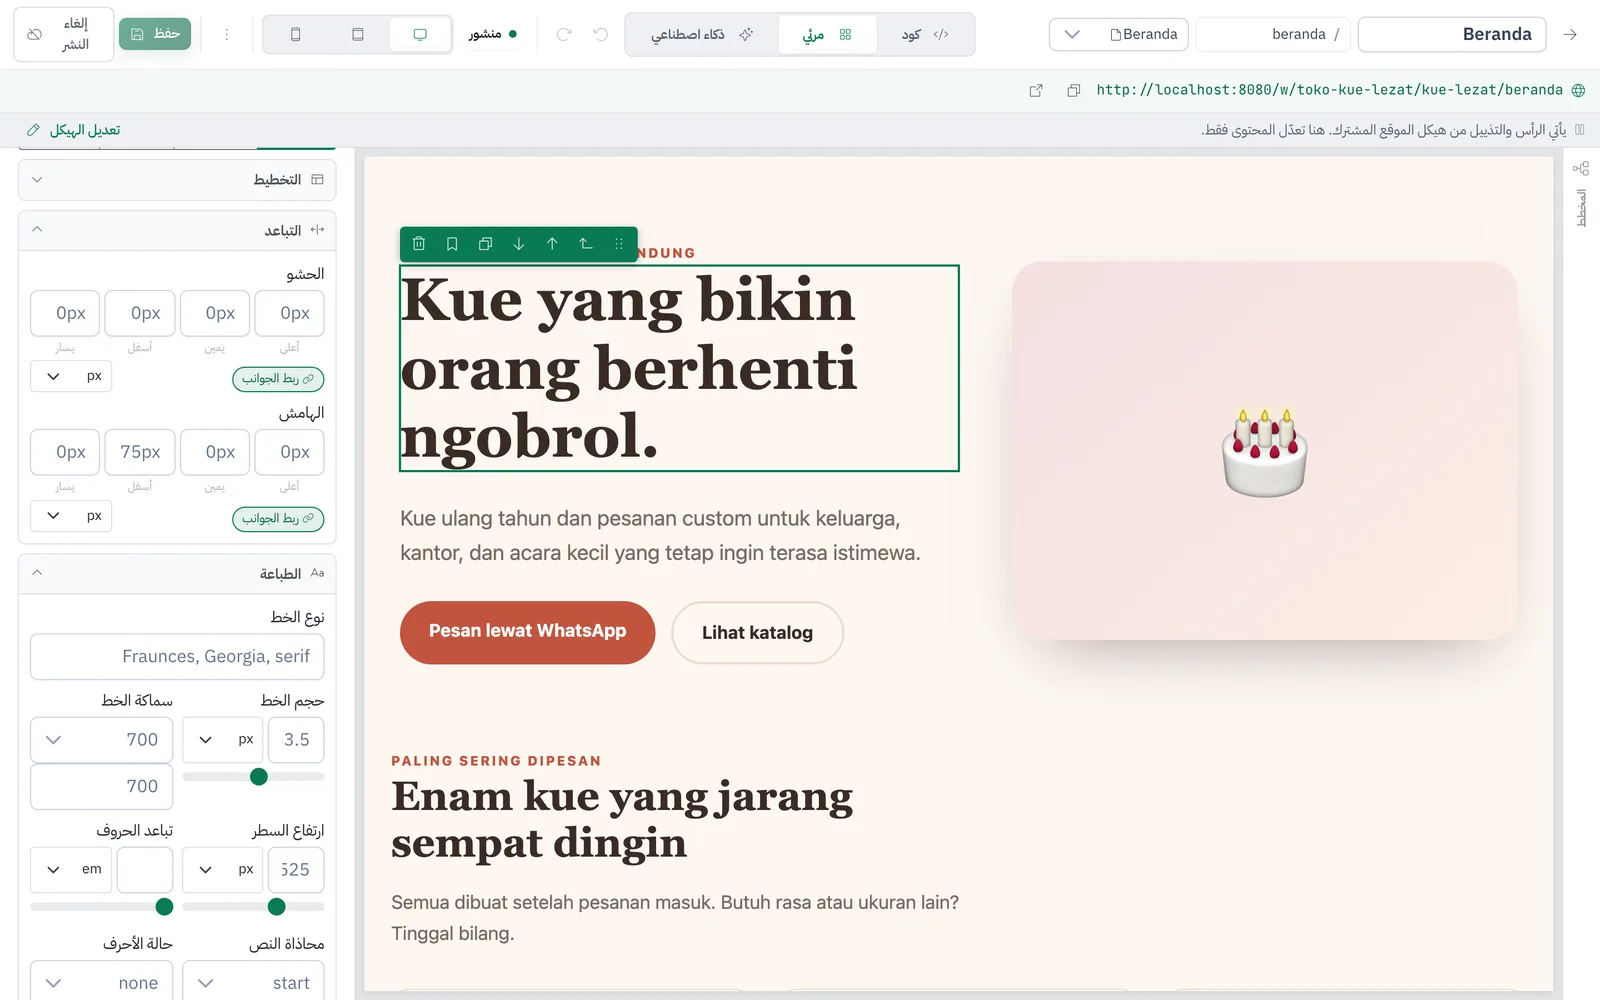 Beranda
/ beranda
Beranda
كود
مرئي
ذكاء اصطناعي
منشور
حفظ
إلغاء
النشر
http://localhost:8080/w/toko-kue-lezat/kue-lezat/beranda
يأتي الرأس والتذييل من هيكل الموقع المشترك. هنا تعدّل المحتوى فقط.
تعديل الهيكل
المخطط
NDUNG
Kue yang bikin
orang berhenti
ngobrol.
Kue ulang tahun dan pesanan custom untuk keluarga,
kantor, dan acara kecil yang tetap ingin terasa istimewa.
Pesan lewat WhatsApp
Lihat katalog
PALING SERING DIPESAN
Enam kue yang jarang
sempat dingin
Semua dibuat setelah pesanan masuk. Butuh rasa atau ukuran lain?
Tinggal bilang.
التخطيط
التباعد
الحشو
0px 0px 0px 0px
أعلى يمين أسفل يسار
ربط الجوانب
px
الهامش
0px 0px 75px 0px
أعلى يمين أسفل يسار
ربط الجوانب
px
Aa الطباعة
نوع الخط
Fraunces, Georgia, serif
حجم الخط
سماكة الخط
3.5 px
700
700
ارتفاع السطر
تباعد الحروف
525 px
em
محاذاة النص
حالة الأحرف
start
none